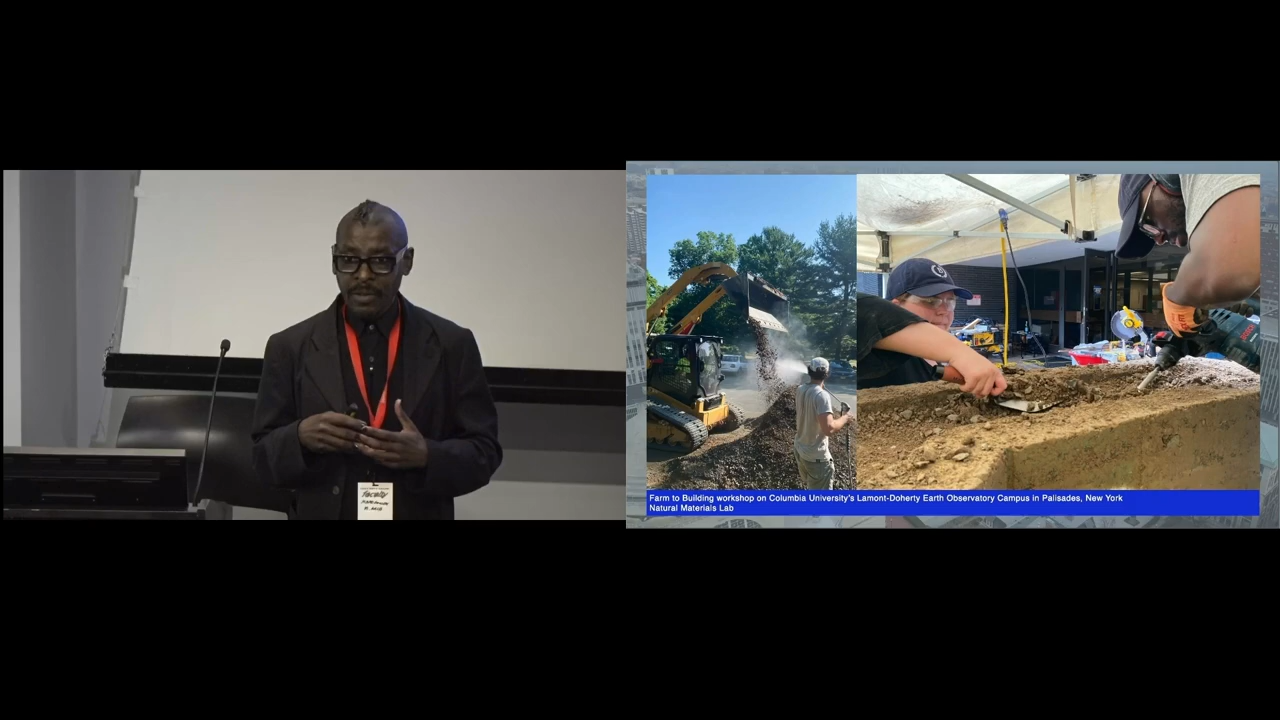 faculty
Farm to Building workshop on Columbia University's Lamont-Doherty Earth Observatory Campus in Palisades, New York
Natural Materials Lab